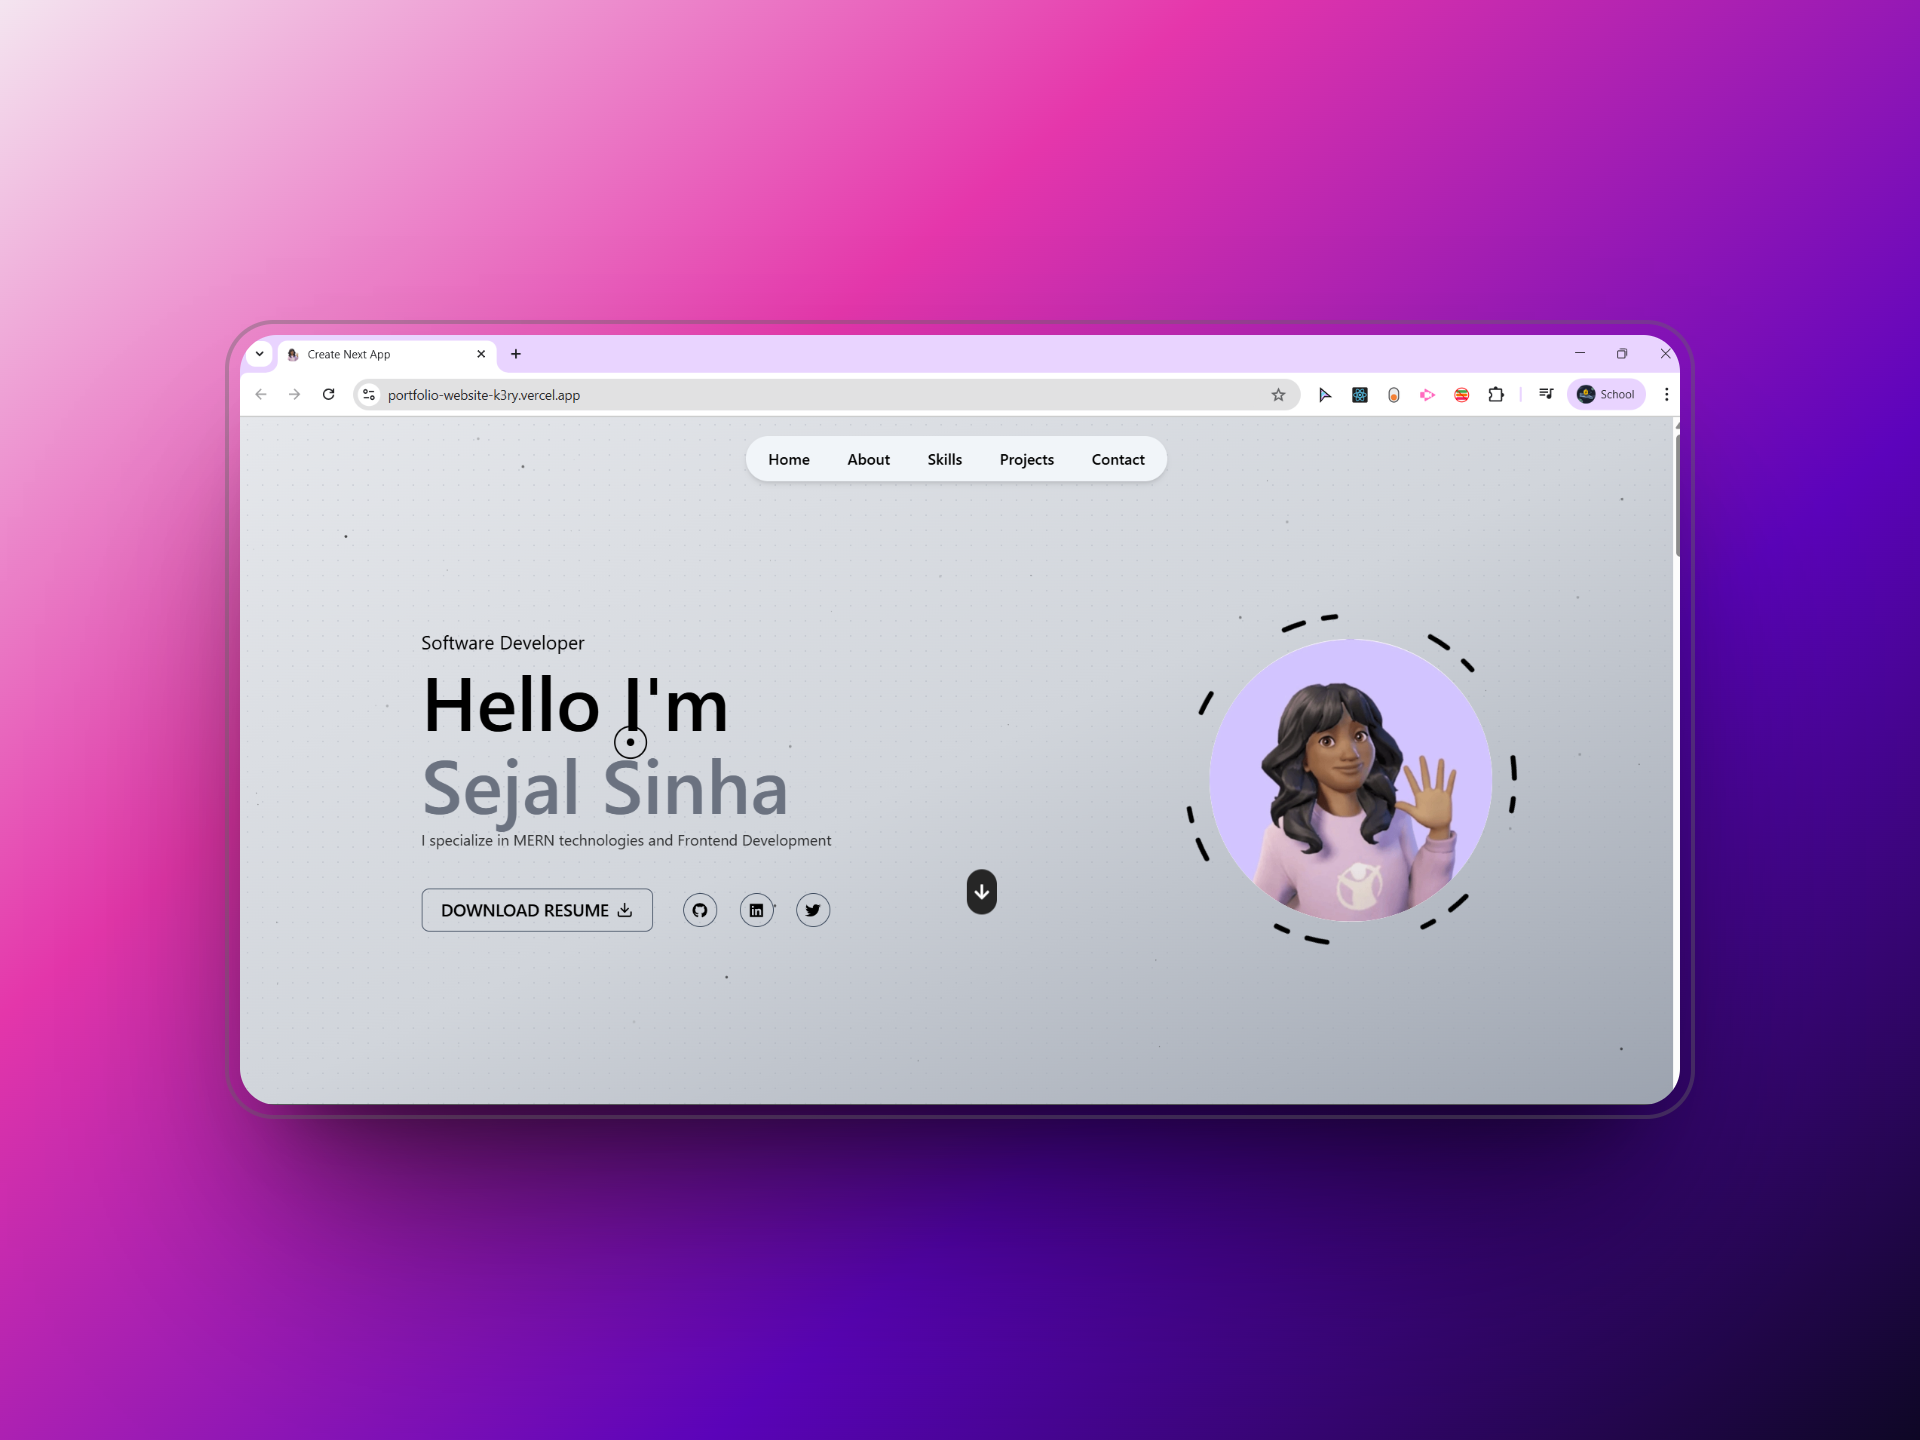 Create Next App
portfolio-website-k3ry.vercel.app
School
Home About Skills Projects Contact
Software Developer
Hello I'm
Sejal Sinha
I specialize in MERN technologies and Frontend Development
DOWNLOAD RESUME